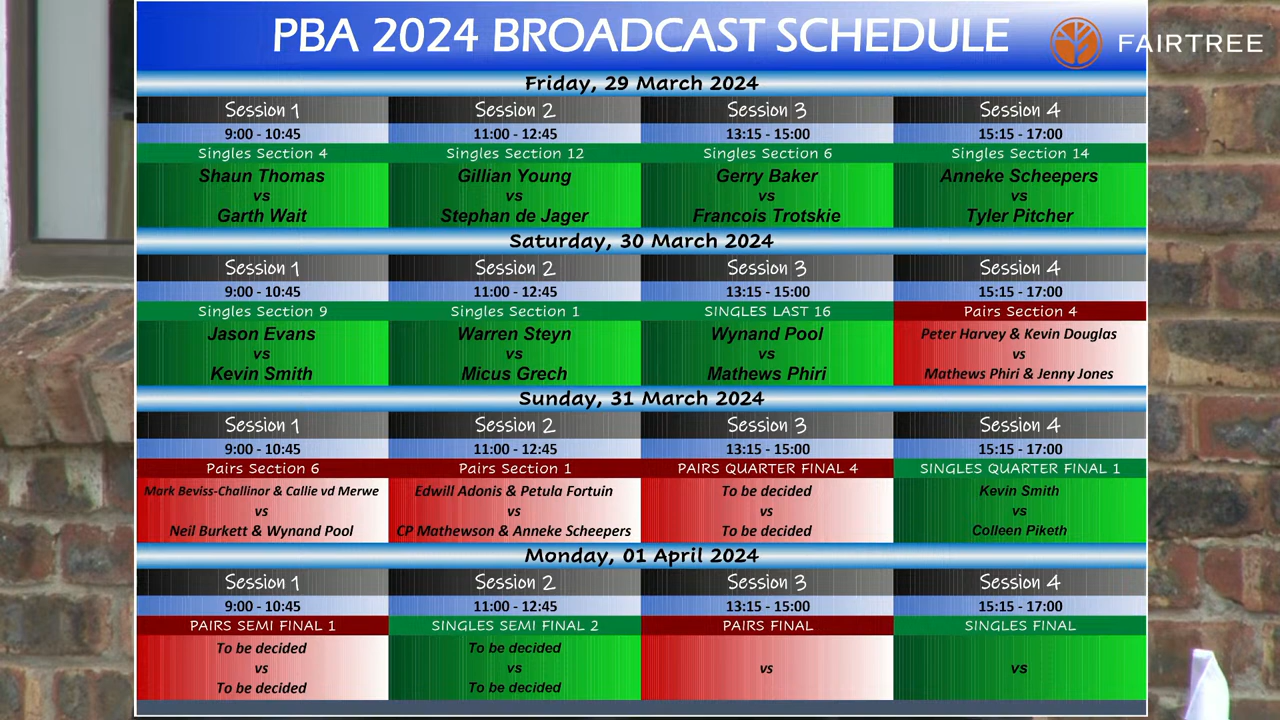 PBA 2024 BROADCAST SCHEDULE
FAIRTREE
Friday, 29 March 2024
Session 1 Session 2 Session 3 Session 4
9:00 - 10:45 11:00 - 12:45 13:15 - 15:00 15:15 - 17:00
Singles Section 4 Singles Section 12 Singles Section 6 Singles Section 14
Shaun Thomas Gillian Young Gerry Baker Anneke Scheepers
vs vs vs vs
Garth Wait Stephan de Jager Francois Trotskie Tyler Pitcher
Saturday, 30 March 2024
Session 1 Session 2 Session 3 Session 4
9:00 - 10:45 11:00 - 12:45 13:15 - 15:00 15:15 - 17:00
Singles Section 9 Singles Section 1 SINGLES LAST 16 Pairs Section 4
Jason Evans Warren Steyn Wynand Pool Peter Harvey & Kevin Douglas
vs vs vs vs
Kevin Smith Micus Grech Mathews Phiri Mathews Phiri & Jenny Jones
Sunday, 31 March 2024
Session 1 Session 2 Session 3 Session 4
9:00 - 10:45 11:00 - 12:45 13:15 - 15:00 15:15 - 17:00
Pairs Section 6 Pairs Section 1 PAIRS QUARTER FINAL 4 SINGLES QUARTER FINAL 1
Mark Beviss-Challinor & Callie vd Merwe Edwill Adonis & Petula Fortuin To be decided Kevin Smith
vs vs vs vs
Neil Burkett & Wynand Pool CP Mathewson & Anneke Scheepers To be decided Colleen Piketh
Monday, 01 April 2024
Session 1 Session 2 Session 3 Session 4
9:00 - 10:45 11:00 - 12:45 13:15 - 15:00 15:15 - 17:00
PAIRS SEMI FINAL 1 SINGLES SEMI FINAL 2 PAIRS FINAL SINGLES FINAL
To be decided To be decided
vs vs vs vs
To be decided To be decided